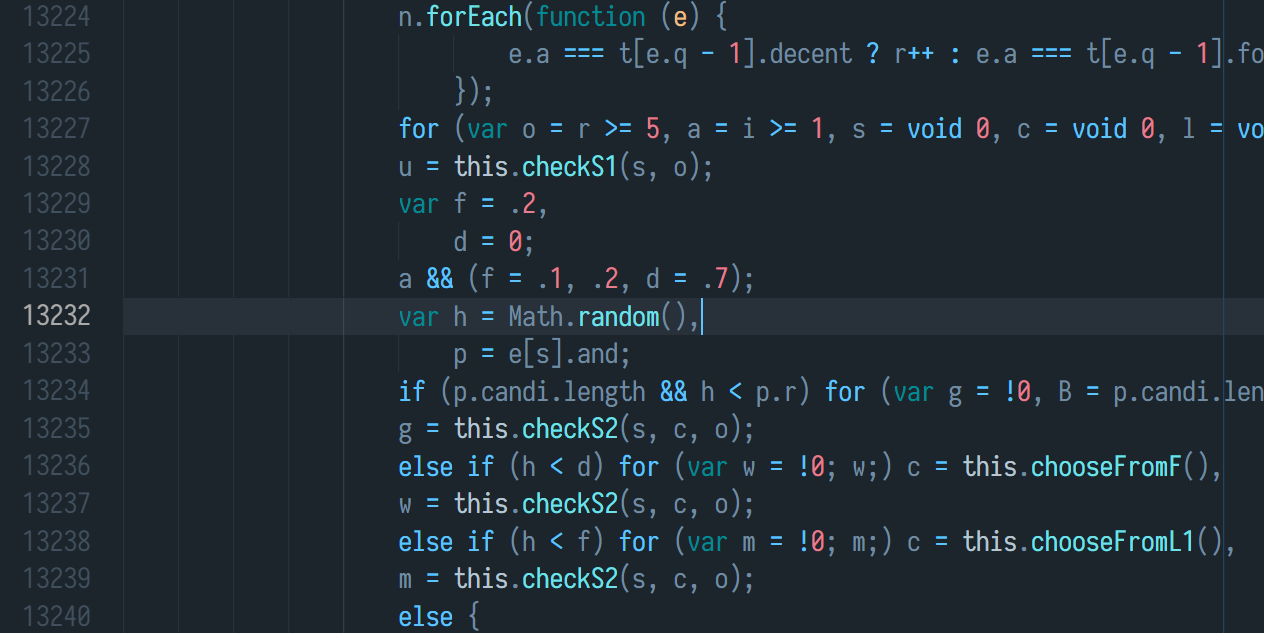 13224 n.forEach(function (e) {
13225 e.a === t[e.q - 1].decent ? r++ : e.a === t[e.q - 1].fo
13226 });
13227 for (var o = r >= 5, a = i >= 1, s = void 0, c = void 0, l = vo
13228 u = this.checkS1(s, o);
13229 var f = .2,
13230 d = 0;
13231 a && (f = .1, .2, d = .7);
13232 var h = Math.random(),
13233 p = e[s].and;
13234 if (p.candi.length && h < p.r) for (var g = !0, B = p.candi.len
13235 g = this.checkS2(s, c, o);
13236 else if (h < d) for (var w = !0; w;) c = this.chooseFromF(),
13237 w = this.checkS2(s, c, o);
13238 else if (h < f) for (var m = !0; m;) c = this.chooseFromL1(),
13239 m = this.checkS2(s, c, o);
13240 else {